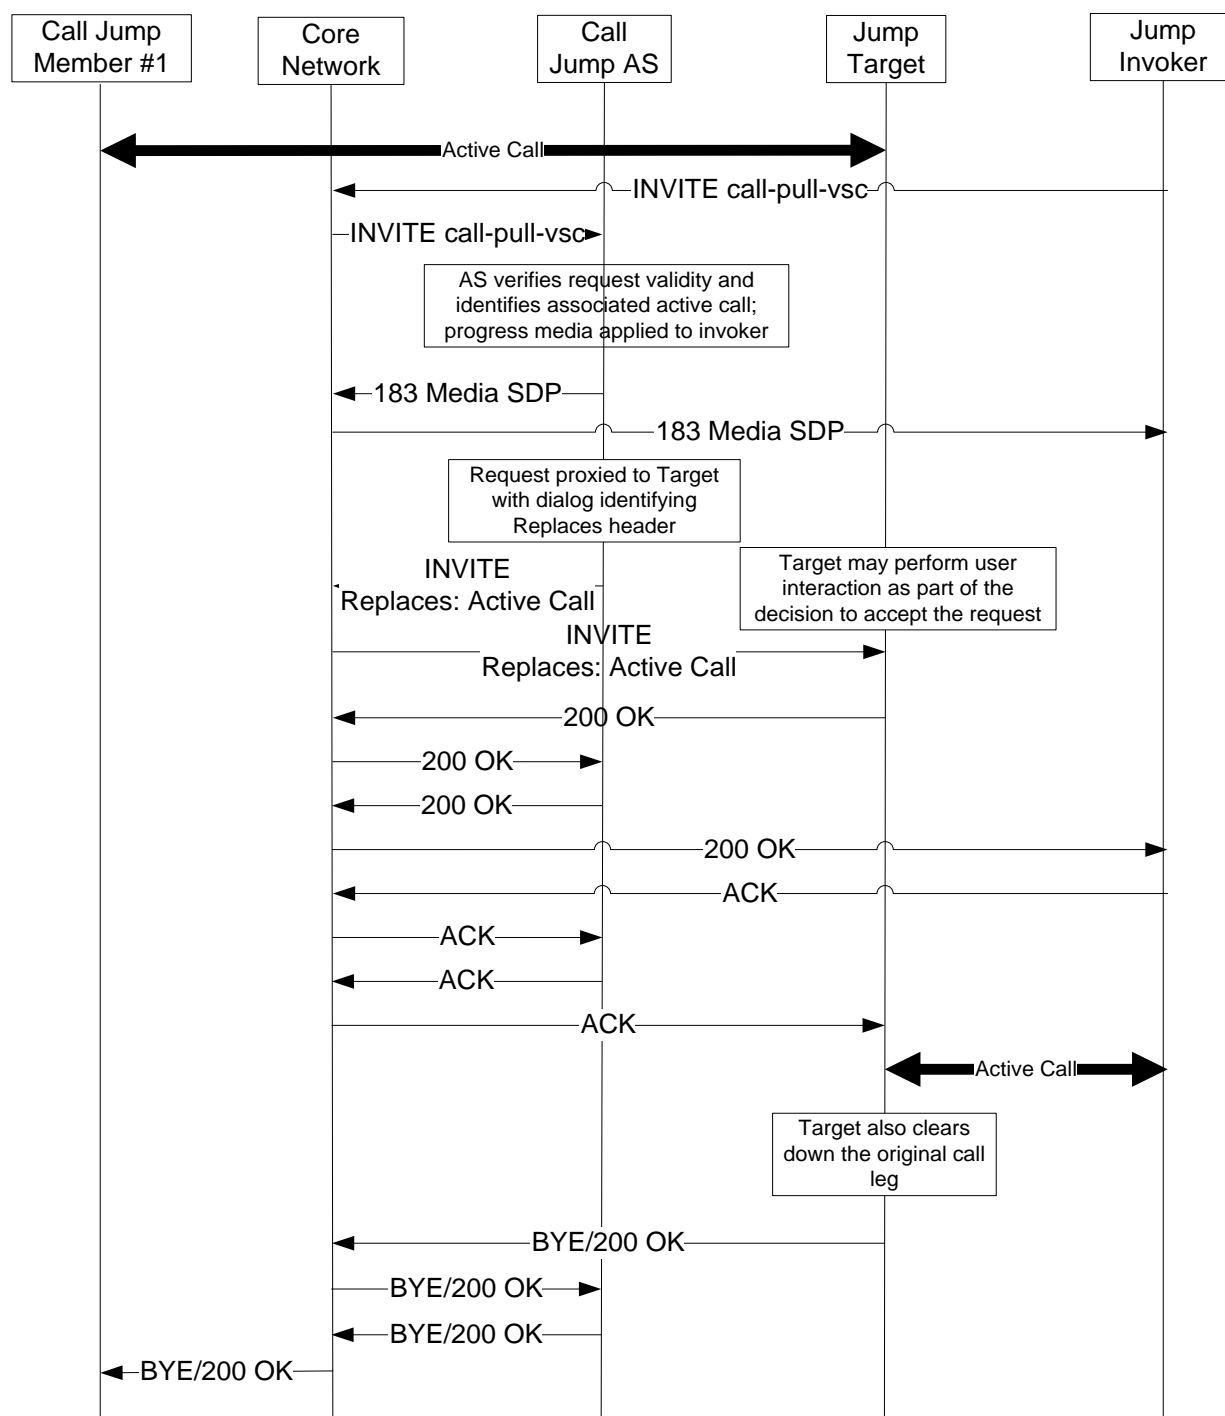 Call Jump
Member #1
Core
Network
Call
Jump AS
Jump
Target
Jump
Invoker
Active Call
INVITE call-pull-vsc
INVITE call-pull-vsc
AS verifies request validity and
identifies associated active call;
progress media applied to invoker
183 Media SDP
183 Media SDP
Request proxied to Target
with dialog identifying
Replaces header
INVITE
Replaces: Active Call
Target may perform user
interaction as part of the
decision to accept the request
INVITE
Replaces: Active Call
200 OK
200 OK
200 OK
200 OK
ACK
ACK
ACK
ACK
Active Call
Target also clears
down the original call
leg
BYE/200 OK
BYE/200 OK
BYE/200 OK
BYE/200 OK